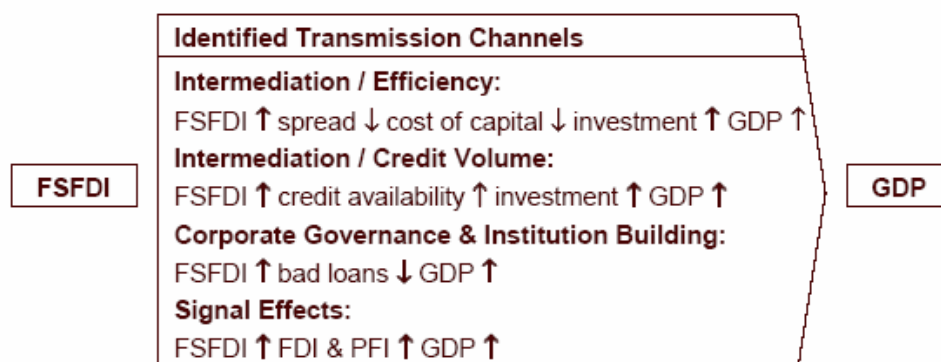 Identified Transmission Channels
Intermediation / Efficiency:
FSFDI ↑ spread ↓ cost of capital ↓ investment ↑ GDP ↑
Intermediation / Credit Volume:
FSFDI ↑ credit availability ↑ investment ↑ GDP ↑
Corporate Governance & Institution Building:
FSFDI ↑ bad loans ↓ GDP ↑
Signal Effects:
FSFDI ↑ FDI & PFI ↑ GDP ↑
FSFDI
GDP